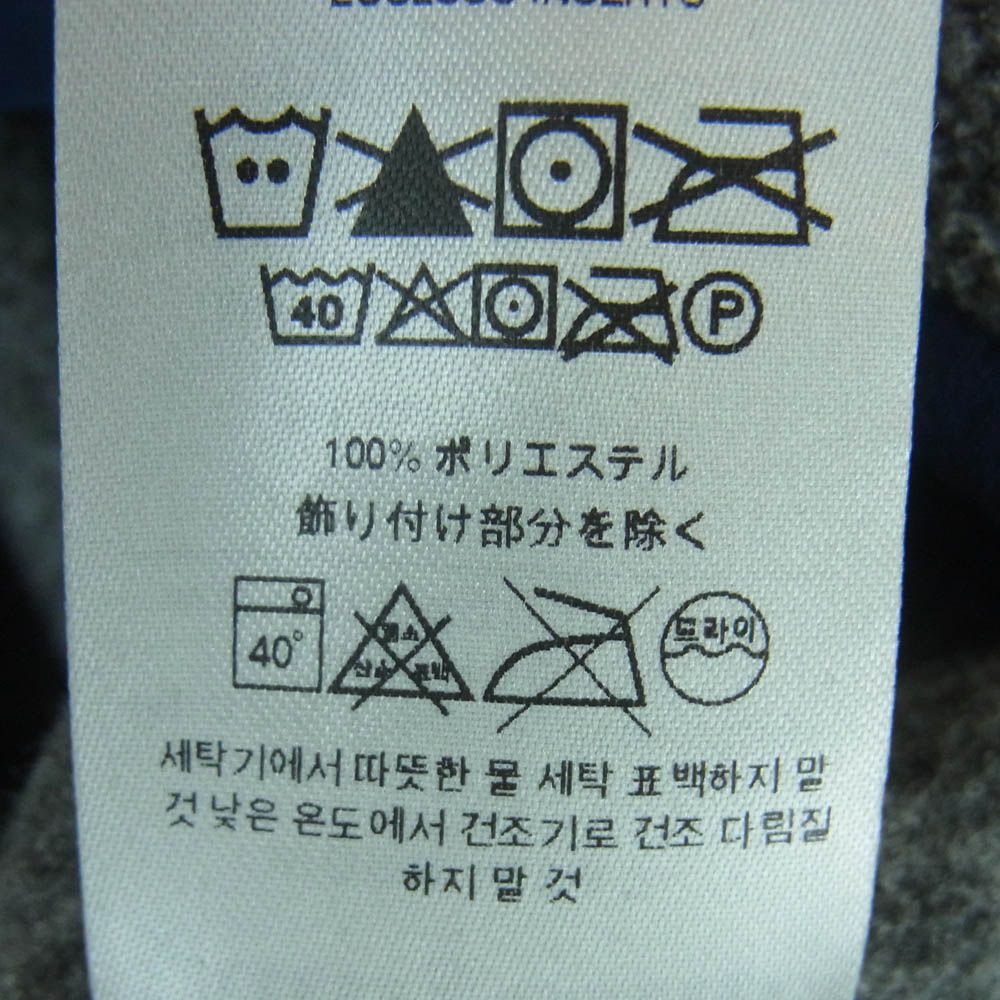 40
P
100% ポリエステル
飾り付け部分を除く
40°
드라이
세탁기에서 따뜻한 물 세탁 표백하지 말
것 낮은 온도에서 건조기로 건조 다림질
하지 말 것